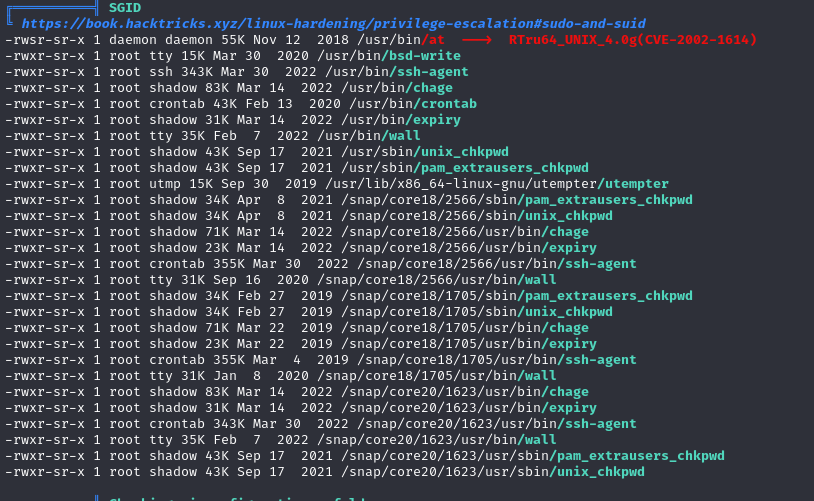 ╔══════════╣ SGID
╚ https://book.hacktricks.xyz/linux-hardening/privilege-escalation#sudo-and-suid
-rwsr-sr-x 1 daemon daemon 55K Nov 12  2018 /usr/bin/at  --->  RTru64_UNIX_4.0g(CVE-2002-1614)
-rwxr-sr-x 1 root tty 15K Mar 30  2020 /usr/bin/bsd-write
-rwxr-sr-x 1 root ssh 343K Mar 30  2022 /usr/bin/ssh-agent
-rwxr-sr-x 1 root shadow 83K Mar 14  2022 /usr/bin/chage
-rwxr-sr-x 1 root crontab 43K Feb 13  2020 /usr/bin/crontab
-rwxr-sr-x 1 root shadow 31K Mar 14  2022 /usr/bin/expiry
-rwxr-sr-x 1 root tty 35K Feb  7  2022 /usr/bin/wall
-rwxr-sr-x 1 root shadow 43K Sep 17  2021 /usr/sbin/unix_chkpwd
-rwxr-sr-x 1 root shadow 43K Sep 17  2021 /usr/sbin/pam_extrausers_chkpwd
-rwxr-sr-x 1 root utmp 15K Sep 30  2019 /usr/lib/x86_64-linux-gnu/utempter/utempter
-rwxr-sr-x 1 root shadow 34K Apr  8  2021 /snap/core18/2566/sbin/pam_extrausers_chkpwd
-rwxr-sr-x 1 root shadow 34K Apr  8  2021 /snap/core18/2566/sbin/unix_chkpwd
-rwxr-sr-x 1 root shadow 71K Mar 14  2022 /snap/core18/2566/usr/bin/chage
-rwxr-sr-x 1 root shadow 23K Mar 14  2022 /snap/core18/2566/usr/bin/expiry
-rwxr-sr-x 1 root crontab 355K Mar 30  2022 /snap/core18/2566/usr/bin/ssh-agent
-rwxr-sr-x 1 root tty 31K Sep 16  2020 /snap/core18/2566/usr/bin/wall
-rwxr-sr-x 1 root shadow 34K Feb 27  2019 /snap/core18/1705/sbin/pam_extrausers_chkpwd
-rwxr-sr-x 1 root shadow 34K Feb 27  2019 /snap/core18/1705/sbin/unix_chkpwd
-rwxr-sr-x 1 root shadow 71K Mar 22  2019 /snap/core18/1705/usr/bin/chage
-rwxr-sr-x 1 root shadow 23K Mar 22  2019 /snap/core18/1705/usr/bin/expiry
-rwxr-sr-x 1 root crontab 355K Mar  4  2019 /snap/core18/1705/usr/bin/ssh-agent
-rwxr-sr-x 1 root tty 31K Jan  8  2020 /snap/core18/1705/usr/bin/wall
-rwxr-sr-x 1 root shadow 83K Mar 14  2022 /snap/core20/1623/usr/bin/chage
-rwxr-sr-x 1 root shadow 31K Mar 14  2022 /snap/core20/1623/usr/bin/expiry
-rwxr-sr-x 1 root crontab 343K Mar 30  2022 /snap/core20/1623/usr/bin/ssh-agent
-rwxr-sr-x 1 root tty 35K Feb  7  2022 /snap/core20/1623/usr/bin/wall
-rwxr-sr-x 1 root shadow 43K Sep 17  2021 /snap/core20/1623/usr/sbin/pam_extrausers_chkpwd
-rwxr-sr-x 1 root shadow 43K Sep 17  2021 /snap/core20/1623/usr/sbin/unix_chkpwd